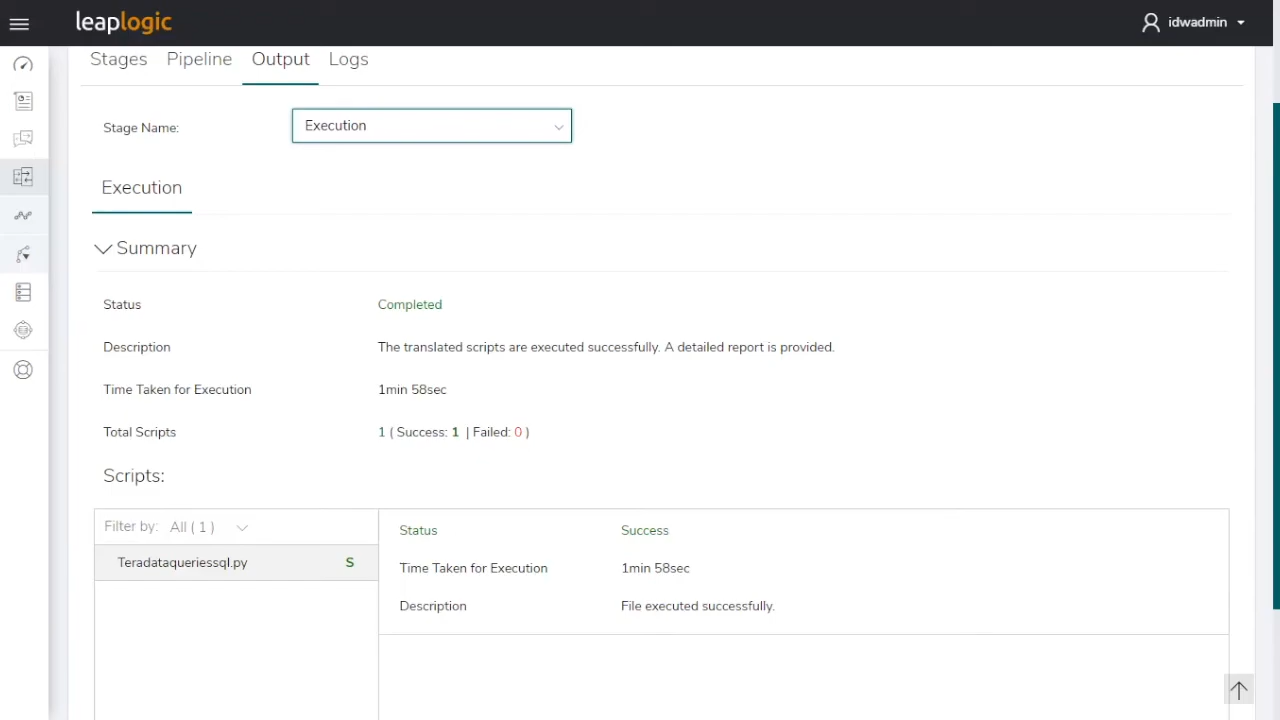 leaplogic
idwadmin
Stages Pipeline Output Logs
Stage Name: Execution
Execution
Summary
Status Completed
Description The translated scripts are executed successfully. A detailed report is provided.
Time Taken for Execution 1min 58sec
Total Scripts 1 ( Success: 1 | Failed: 0 )
Scripts:
Filter by: All ( 1 )
Teradataqueriessql.py S
Status Success
Time Taken for Execution 1min 58sec
Description File executed successfully.